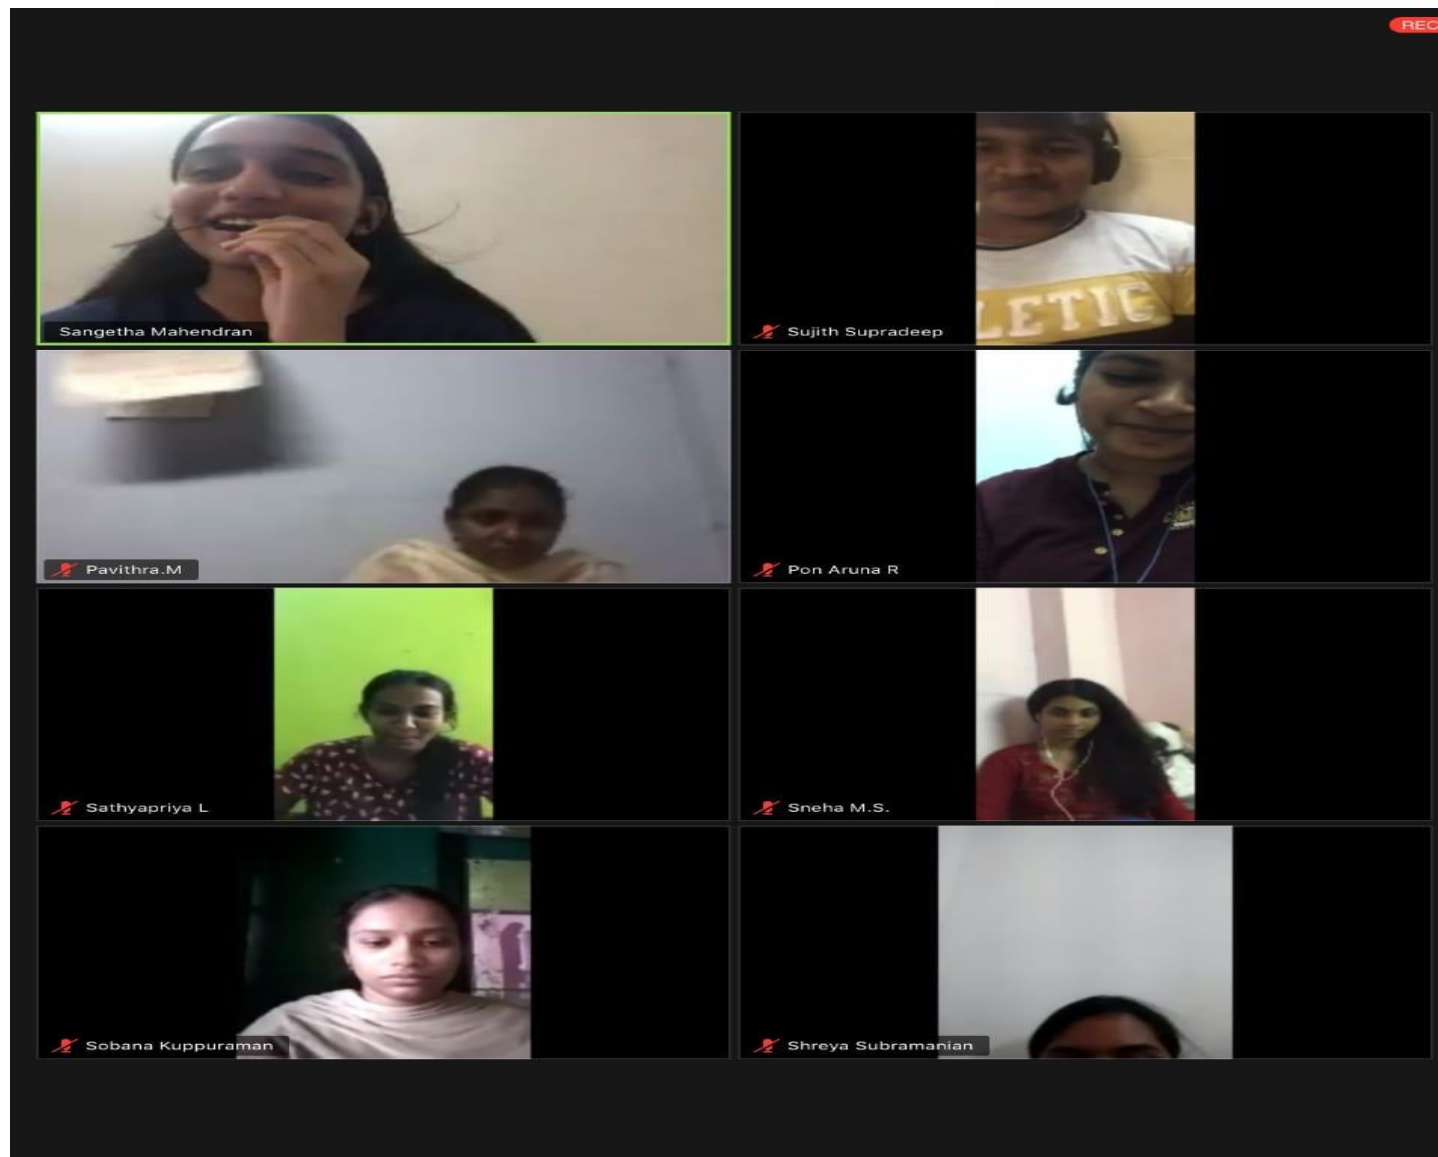 REC
Sangetha Mahendran
Sujith Supradeep
LETIC
Pavithra.M
Pon Aruna R
Sathyapriya L
Sneha M.S.
Sobana Kuppuraman
Shreya Subramanian